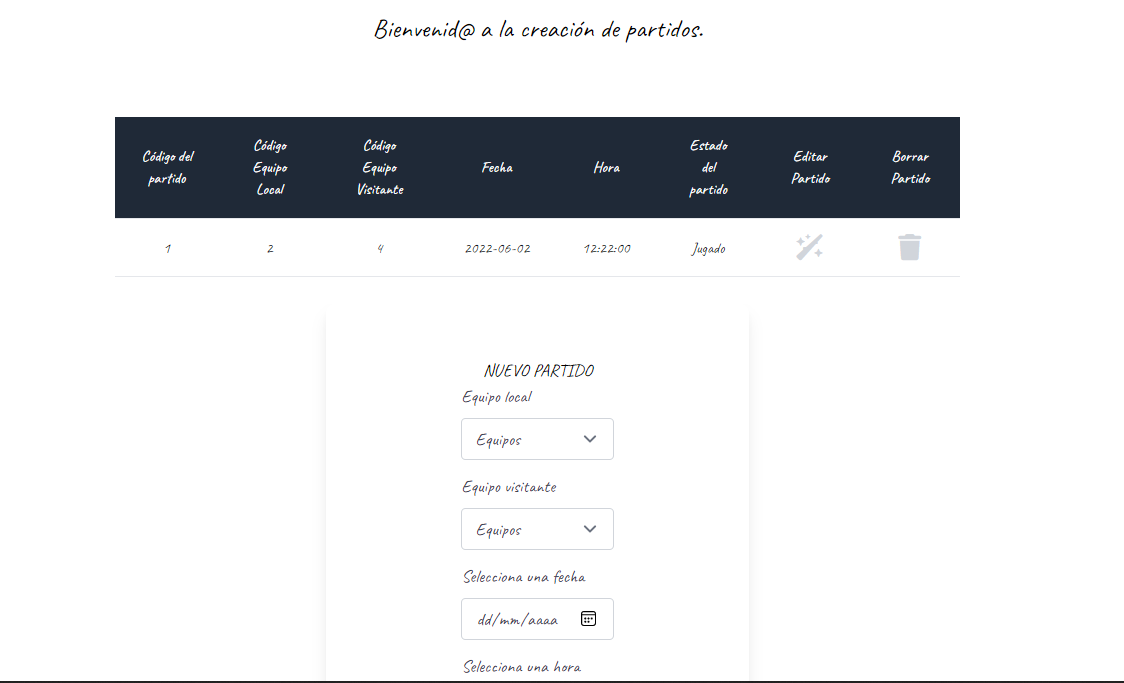 Bienvenid@ a la creación de partidos.
Código del partido
Código Equipo Local
Código Equipo Visitante
Fecha
Hora
Estado del partido
Editar Partido
Borrar Partido
1 2 4 2022-06-02 12:22:00 Jugado
NUEVO PARTIDO
Equipo local
Equipos
Equipo visitante
Equipos
Selecciona una fecha
dd/mm/aaaa
Selecciona una hora